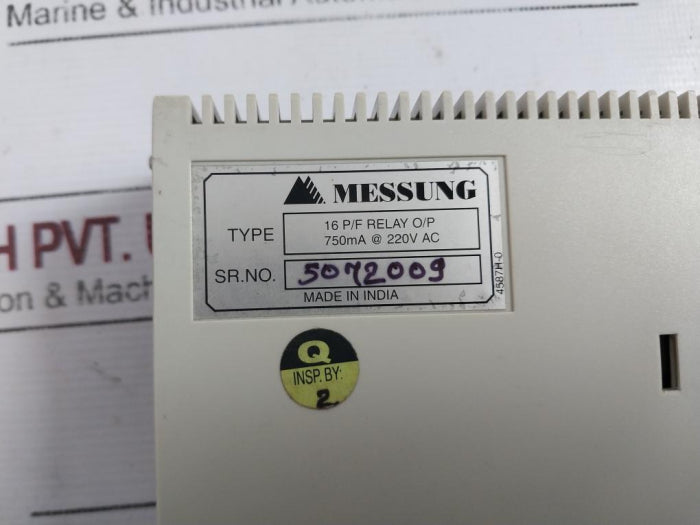 Marine & Industrial
H PVT.
on & Mach
MESSUNG
TYPE
16 P/F RELAY O/P
750mA @ 220V AC
SR.NO. 5072009
MADE IN INDIA
4587H-0
Q
INSP. BY:
2